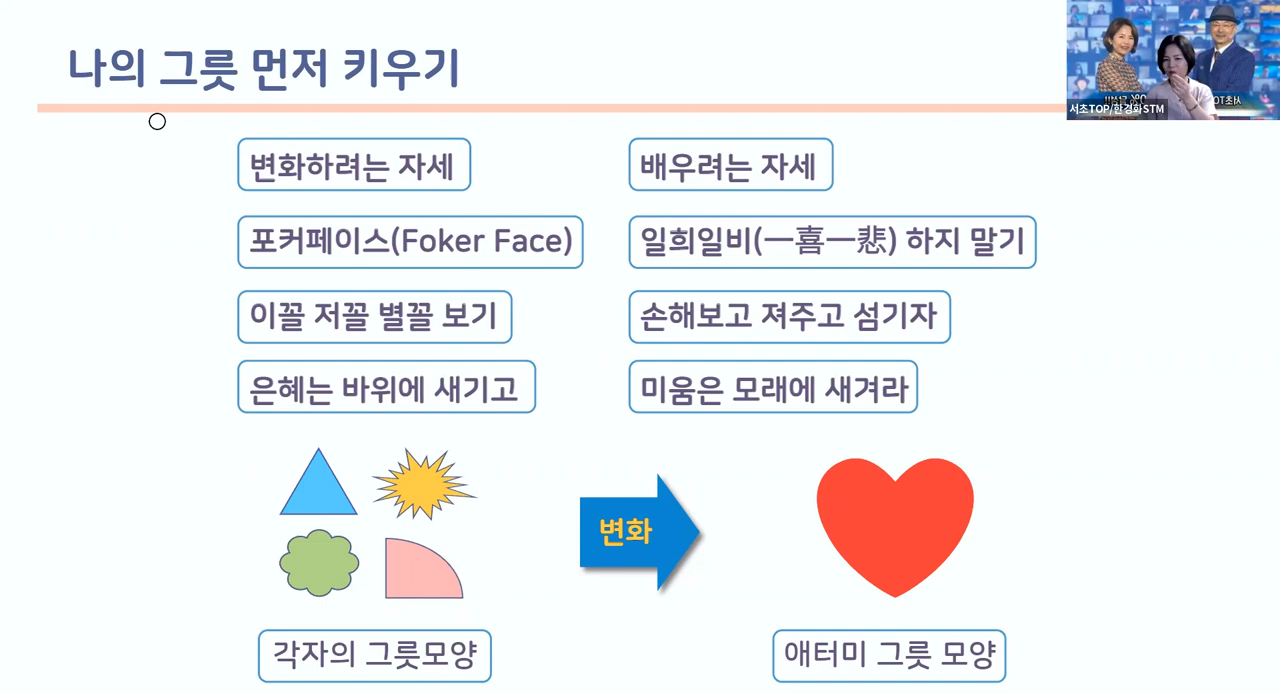 나의 그릇 먼저 키우기
서초TOP/한경화STM
변화하려는 자세
배우려는 자세
포커페이스(Foker Face)
일희일비(一喜一悲) 하지 말기
이꼴 저꼴 별꼴 보기
손해보고 져주고 섬기자
은혜는 바위에 새기고
미움은 모래에 새겨라
변화
각자의 그릇모양
애터미 그릇 모양